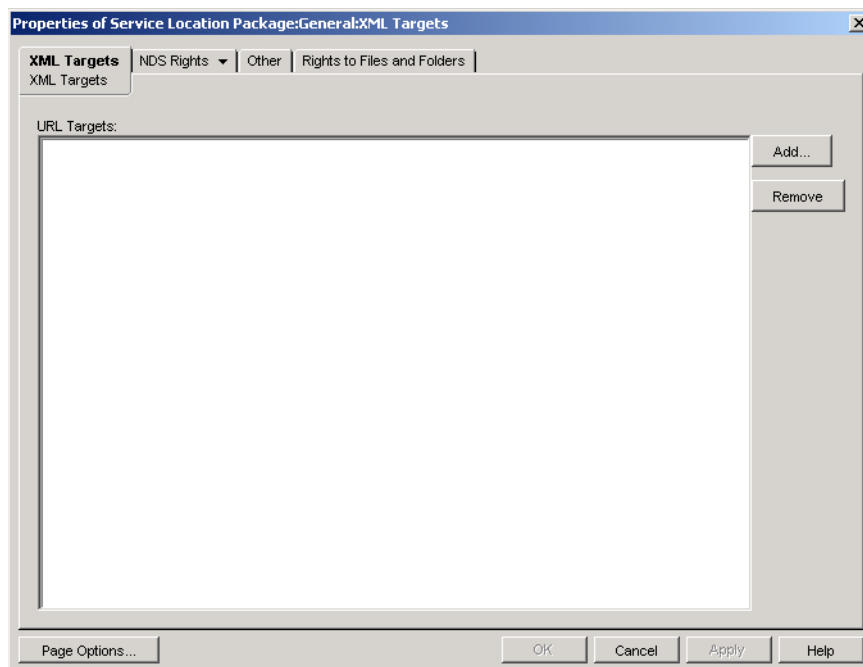 Properties of Service Location Package:General:XML Targets
XML Targets NDS Rights Other Rights to Files and Folders
XML Targets
URL Targets:
Add...
Remove
Page Options... OK Cancel Apply Help